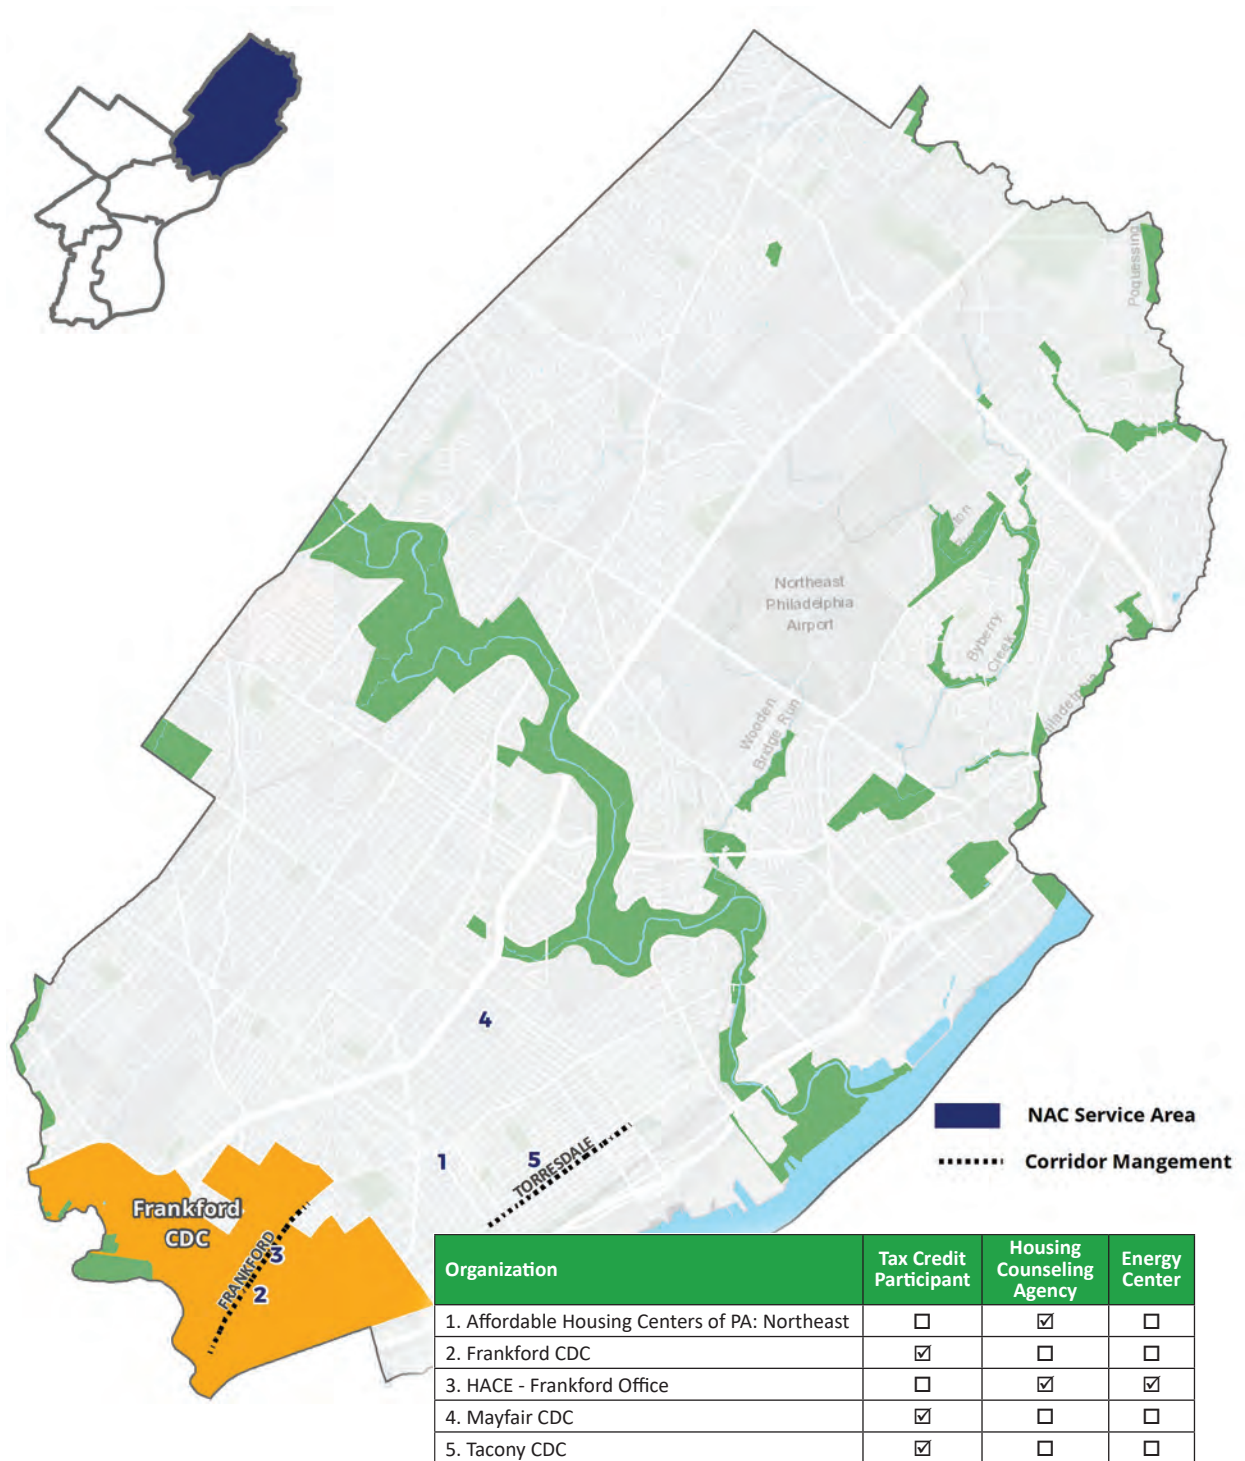 Poquessing
Northeast
Philadelphia
Airport
Byberry
Creek
Wooden
Bridge Run
4
1
5
TORRESDALE
NAC Service Area
Corridor Mangement
Frankford
CDC
FRANKFORD
3
2
Organization Tax Credit Participant Housing Counseling Agency Energy Center
1. Affordable Housing Centers of PA: Northeast ☐ ☑ ☐
2. Frankford CDC ☑ ☐ ☐
3. HACE - Frankford Office ☐ ☑ ☑
4. Mayfair CDC ☑ ☐ ☐
5. Tacony CDC ☑ ☐ ☐